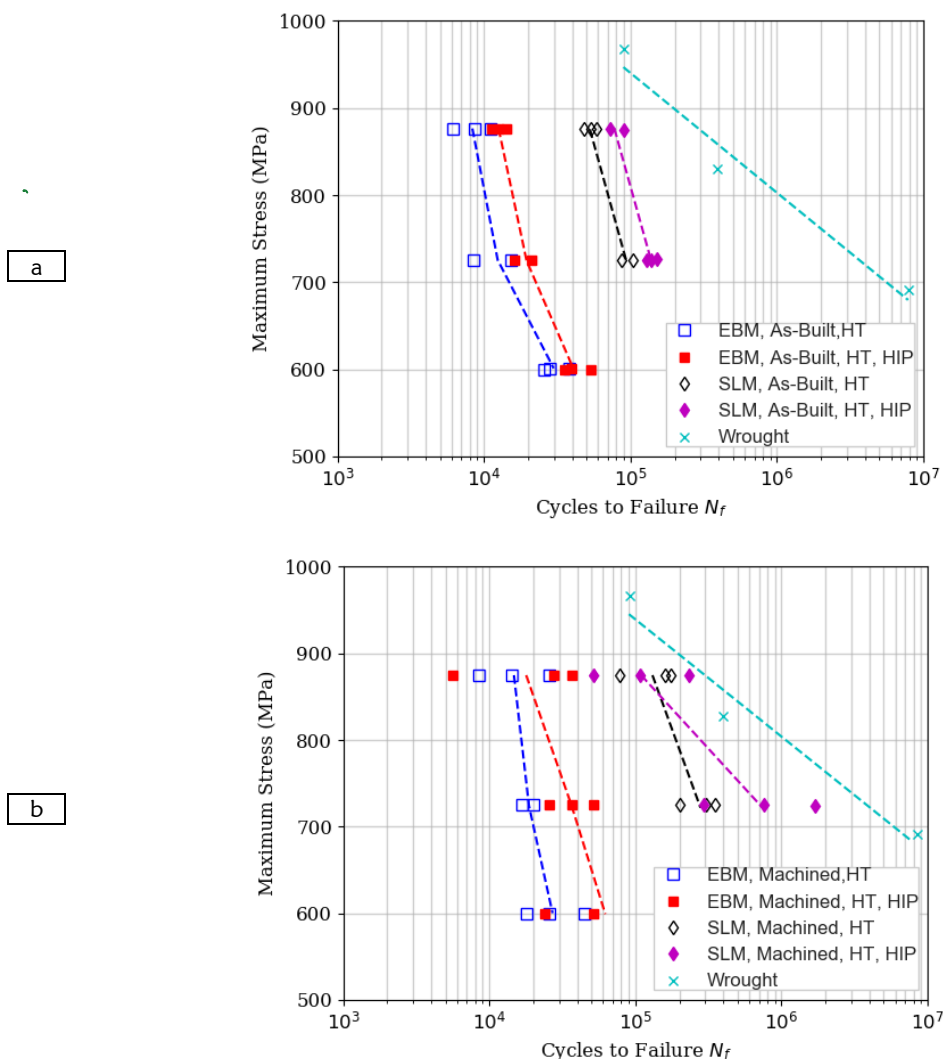 1000
900
800
700
600
500
Maximum Stress (MPa)
a
EBM, As-Built,HT
EBM, As-Built, HT, HIP
SLM, As-Built, HT
SLM, As-Built, HT, HIP
Wrought
10³ 10⁴ 10⁵ 10⁶ 10⁷
Cycles to Failure N_f
1000
900
800
700
600
500
Maximum Stress (MPa)
b
EBM, Machined,HT
EBM, Machined, HT, HIP
SLM, Machined, HT
SLM, Machined, HT, HIP
Wrought
10³ 10⁴ 10⁵ 10⁶ 10⁷
Cycles to Failure N_f